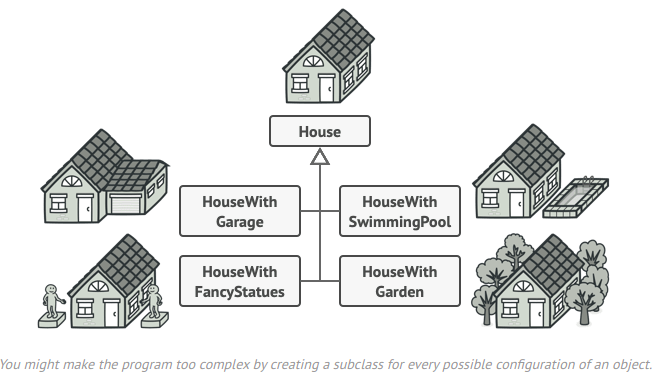 House
HouseWith
Garage
HouseWith
SwimmingPool
HouseWith
FancyStatues
HouseWith
Garden
You might make the program too complex by creating a subclass for every possible configuration of an object.